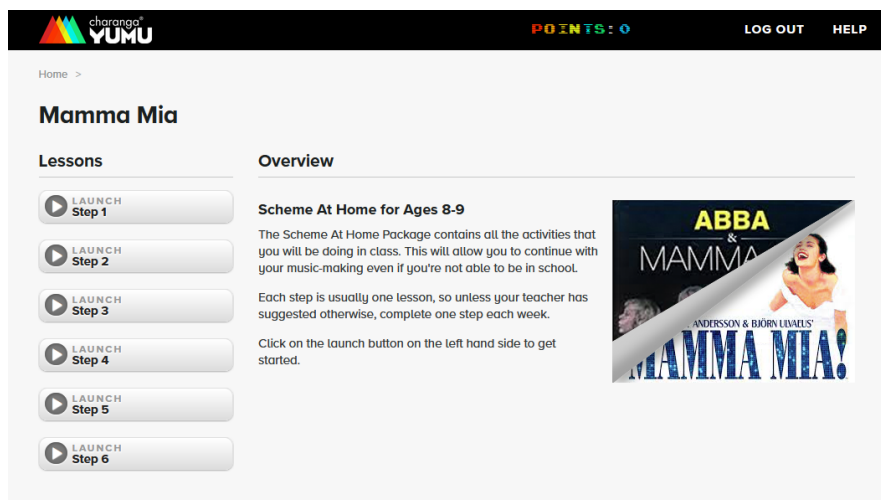 charanga®
YUMU
POINTS: 0
LOG OUT
HELP
Home >
Mamma Mia
Lessons
LAUNCH
Step 1
LAUNCH
Step 2
LAUNCH
Step 3
LAUNCH
Step 4
LAUNCH
Step 5
LAUNCH
Step 6
Overview
Scheme At Home for Ages 8-9
The Scheme At Home Package contains all the activities that
you will be doing in class. This will allow you to continue with
your music-making even if you're not able to be in school.
Each step is usually one lesson, so unless your teacher has
suggested otherwise, complete one step each week.
Click on the launch button on the left hand side to get
started.
ABBA
&
MAMMA
ANDERSSON & BJÖRN ULVAEUS'
MAMMA MIA!